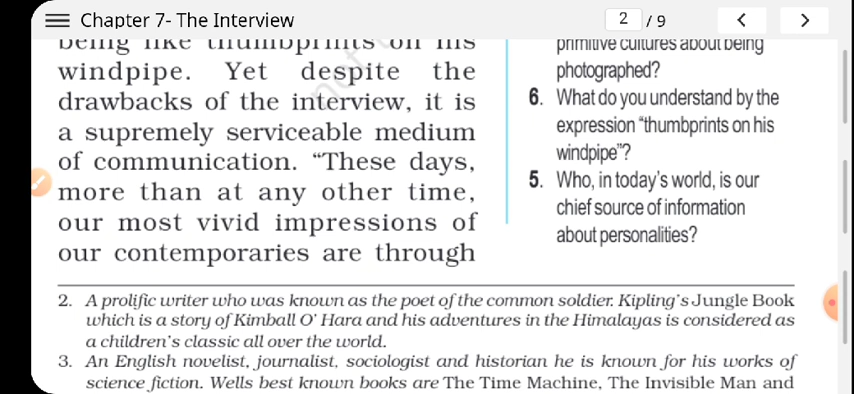 Chapter 7- The Interview
2 / 9
being like thumbprints on his
windpipe. Yet despite the
drawbacks of the interview, it is
a supremely serviceable medium
of communication. “These days,
more than at any other time,
our most vivid impressions of
our contemporaries are through
primitive cultures about being
photographed?
6. What do you understand by the
expression “thumbprints on his
windpipe”?
5. Who, in today’s world, is our
chief source of information
about personalities?
2. A prolific writer who was known as the poet of the common soldier. Kipling’s Jungle Book
which is a story of Kimball O’ Hara and his adventures in the Himalayas is considered as
a children’s classic all over the world.
3. An English novelist, journalist, sociologist and historian he is known for his works of
science fiction. Wells best known books are The Time Machine, The Invisible Man and